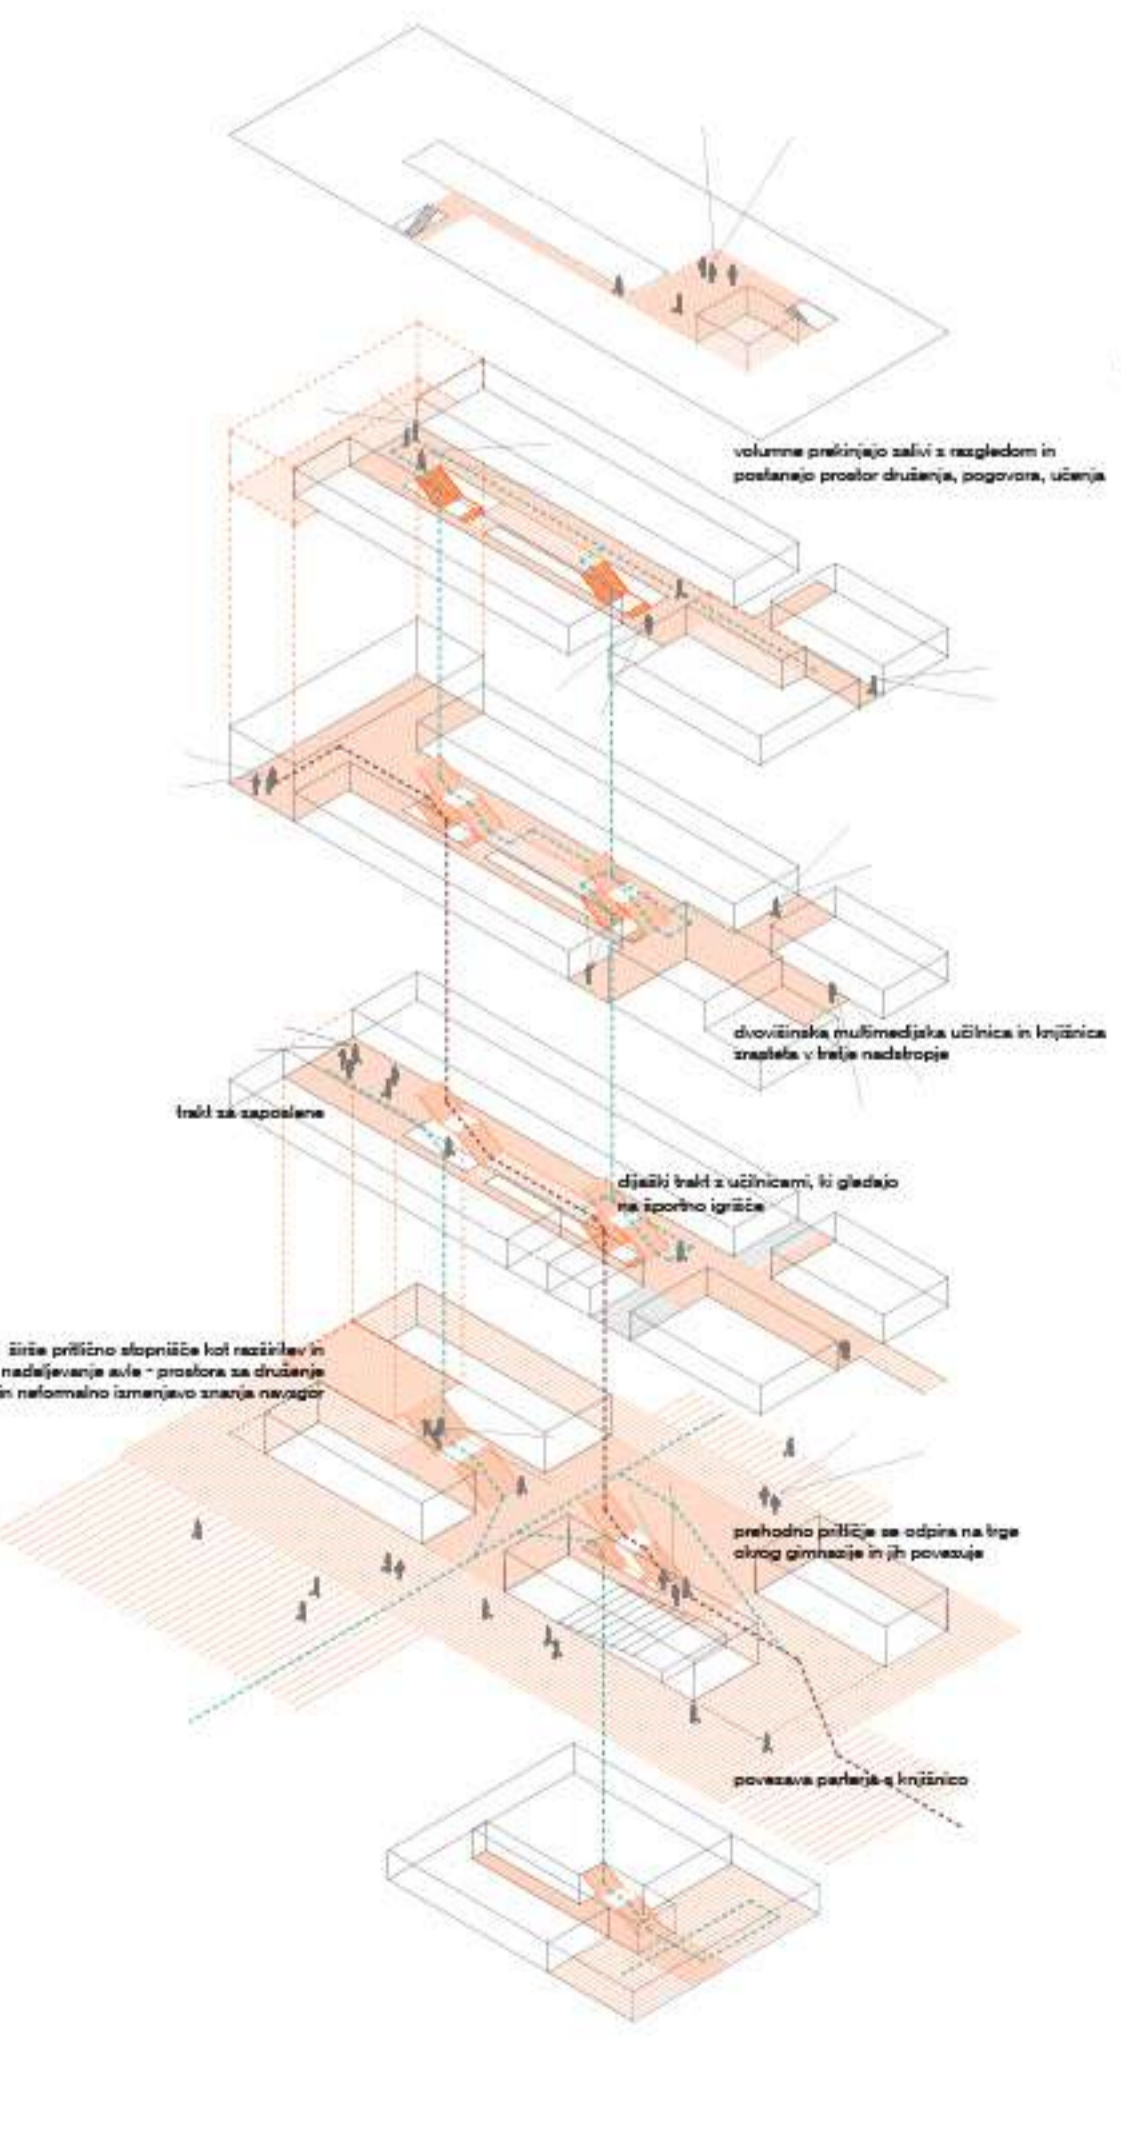 volumne prekinjajo zalivi z razgledom in
postanejo prostor druženja, pogovora, učenja
dvovišinska multimedijska učilnica in knjižnica
zrasteta v tretje nadstropje
trakt za zaposlene
dijaški trakt z učilnicami, ki gledajo
na športno igrišče
širše pritlično stopnišče kot razširitev in
nadaljevanje avle - prostora za druženje
in neformalno izmenjavo znanja navzgor
prehodno pritličje se odpira na trge
okrog gimnazije in jih povezuje
povezava parterja s knjižnico